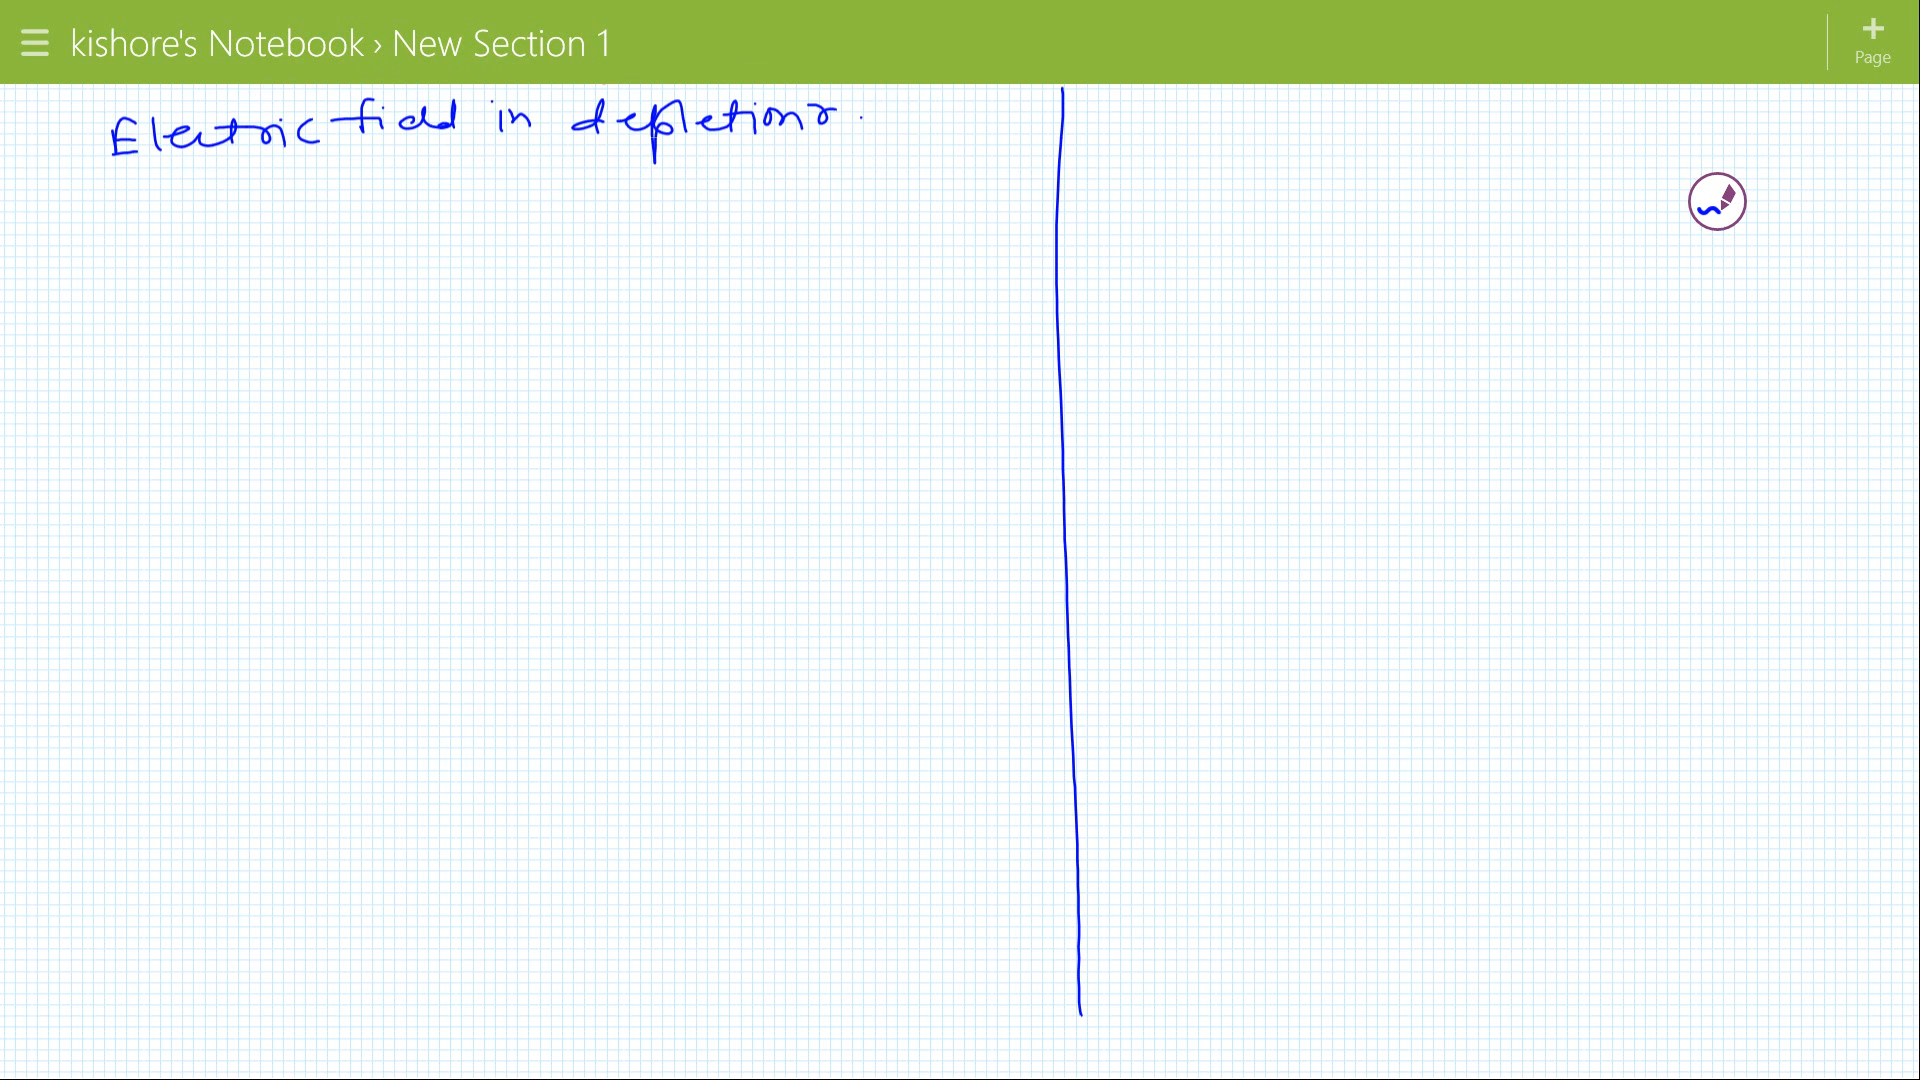 kishore's Notebook › New Section 1
Page
Electric field in depletion r.